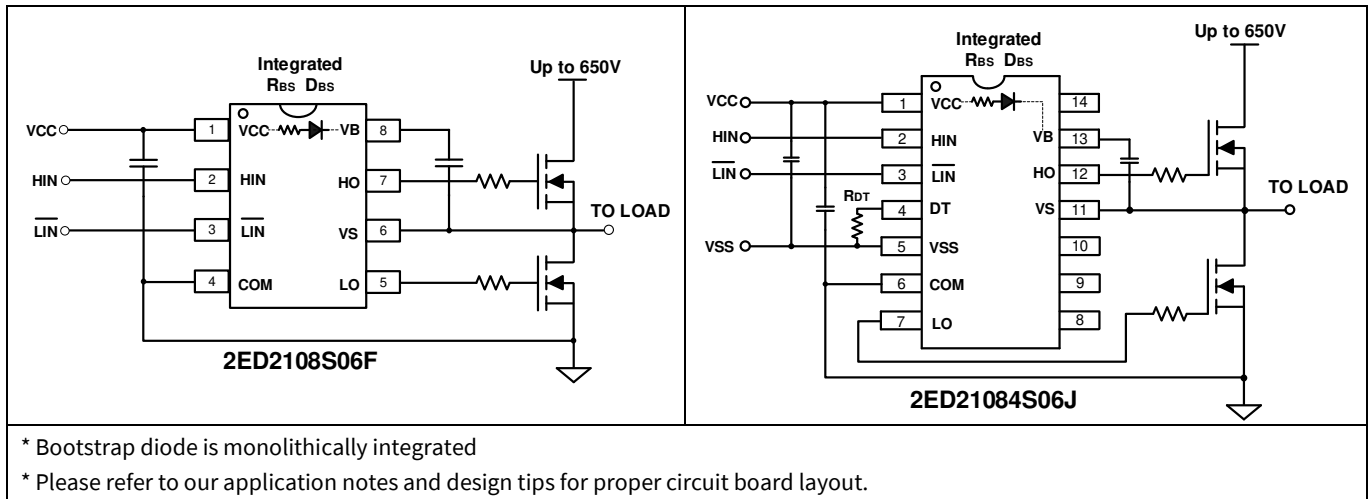 Integrated
RBS DBS
Up to 650V
VCC
1
VCC
VB
8
HIN
2
HIN
HO
7
TO LOAD
LIN
3
LIN
VS
6
4
COM
LO
5
2ED2108S06F
Integrated
RBS DBS
Up to 650V
VCC
1
VCC
14
HIN
2
HIN
VB
13
LIN
3
LIN
HO
12
TO LOAD
RDT
4
DT
VS
11
VSS
5
VSS
10
6
COM
9
7
LO
8
2ED21084S06J
* Bootstrap diode is monolithically integrated
* Please refer to our application notes and design tips for proper circuit board layout.